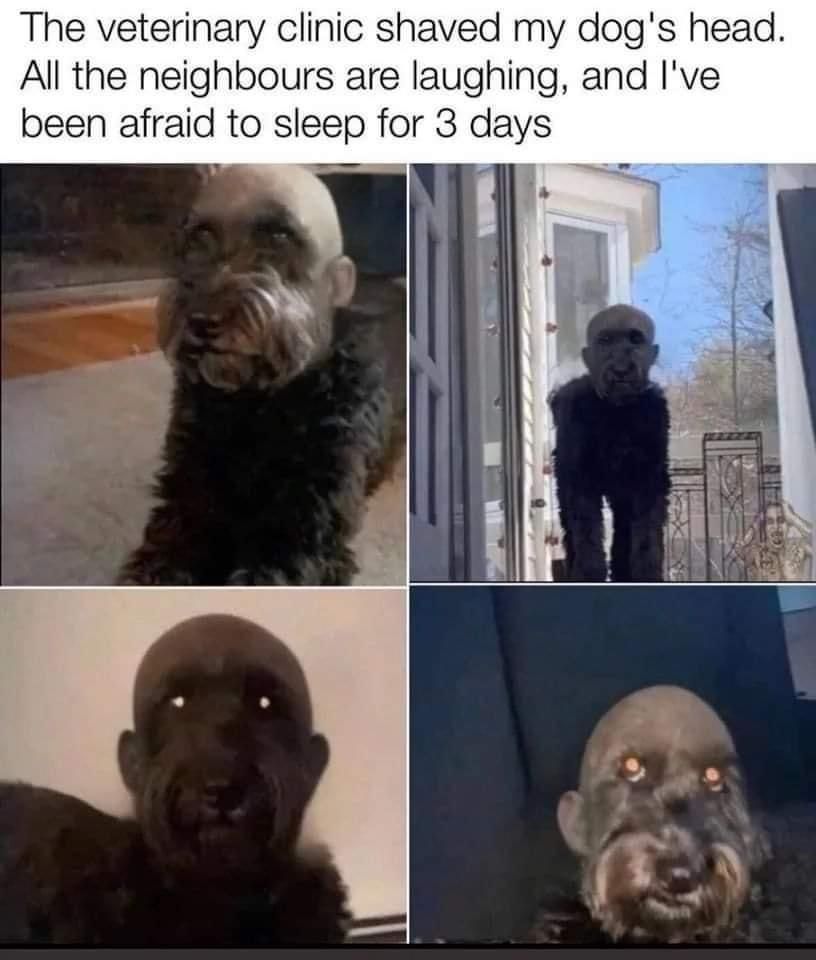 The veterinary clinic shaved my dog's head.
All the neighbours are laughing, and I've
been afraid to sleep for 3 days